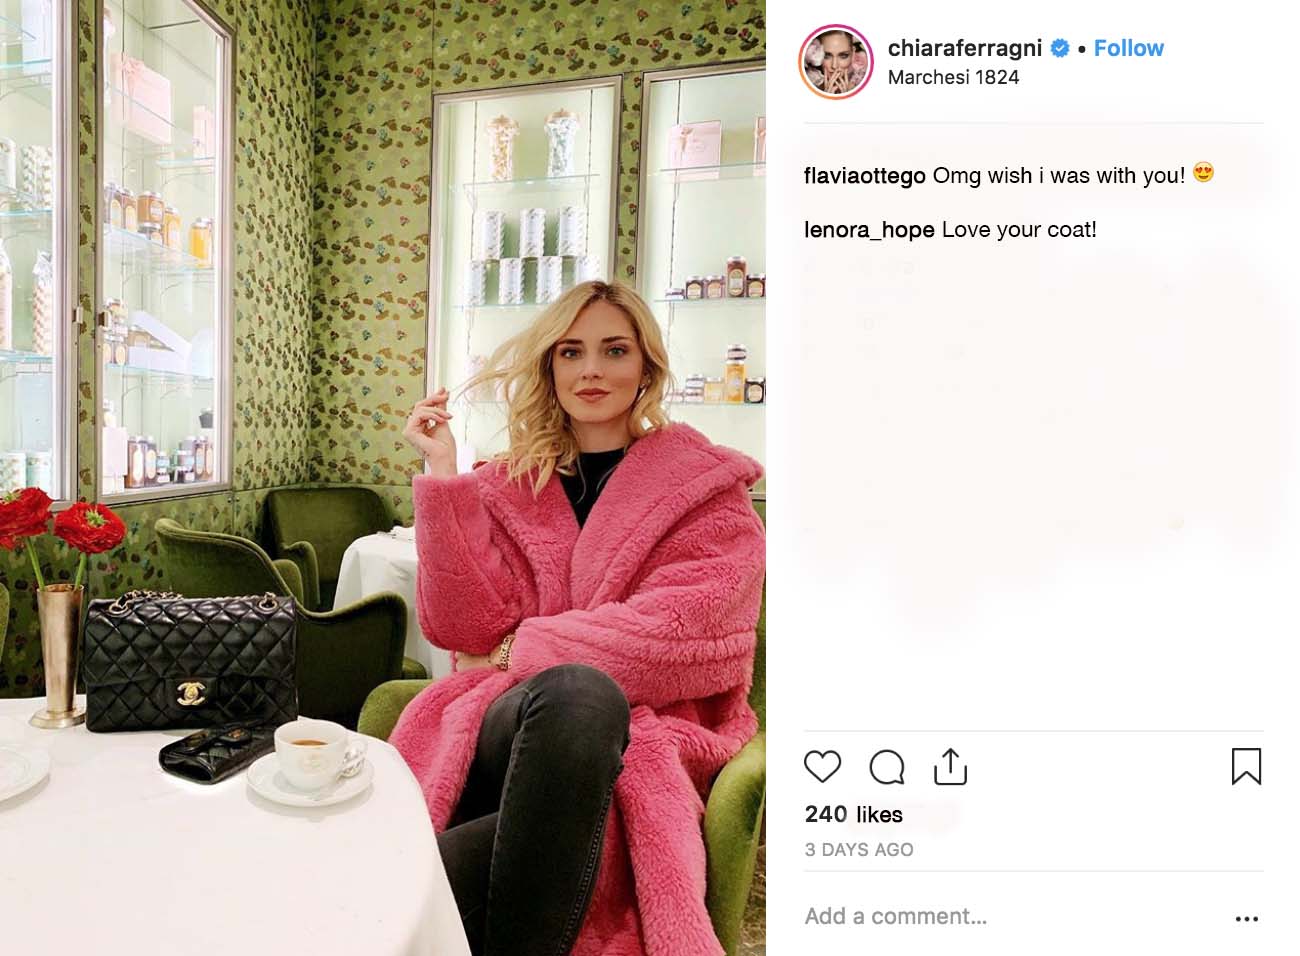 chiaraferragni • Follow
Marchesi 1824
flaviaottego Omg wish i was with you! 😍
lenora_hope Love your coat!
240 likes
3 DAYS AGO
Add a comment...